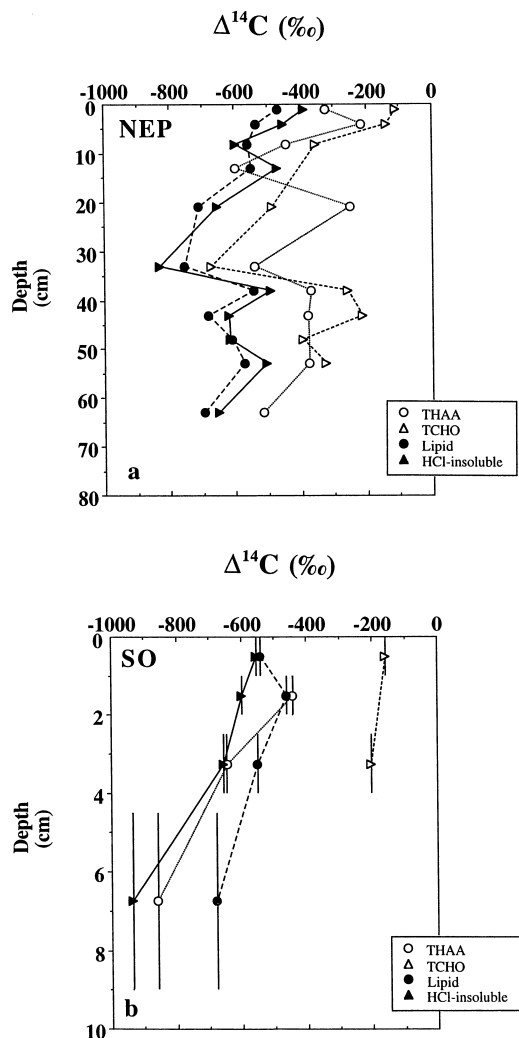 Δ¹⁴C (‰)
-1000 -800 -600 -400 -200 0
0
NEP
10
20
30
Depth
(cm)
40
50
60
70
80
a
THAA
TCHO
Lipid
HCl-insoluble
Δ¹⁴C (‰)
-1000 -800 -600 -400 -200 0
0
SO
2
4
Depth
(cm)
6
8
10
b
THAA
TCHO
Lipid
HCl-insoluble